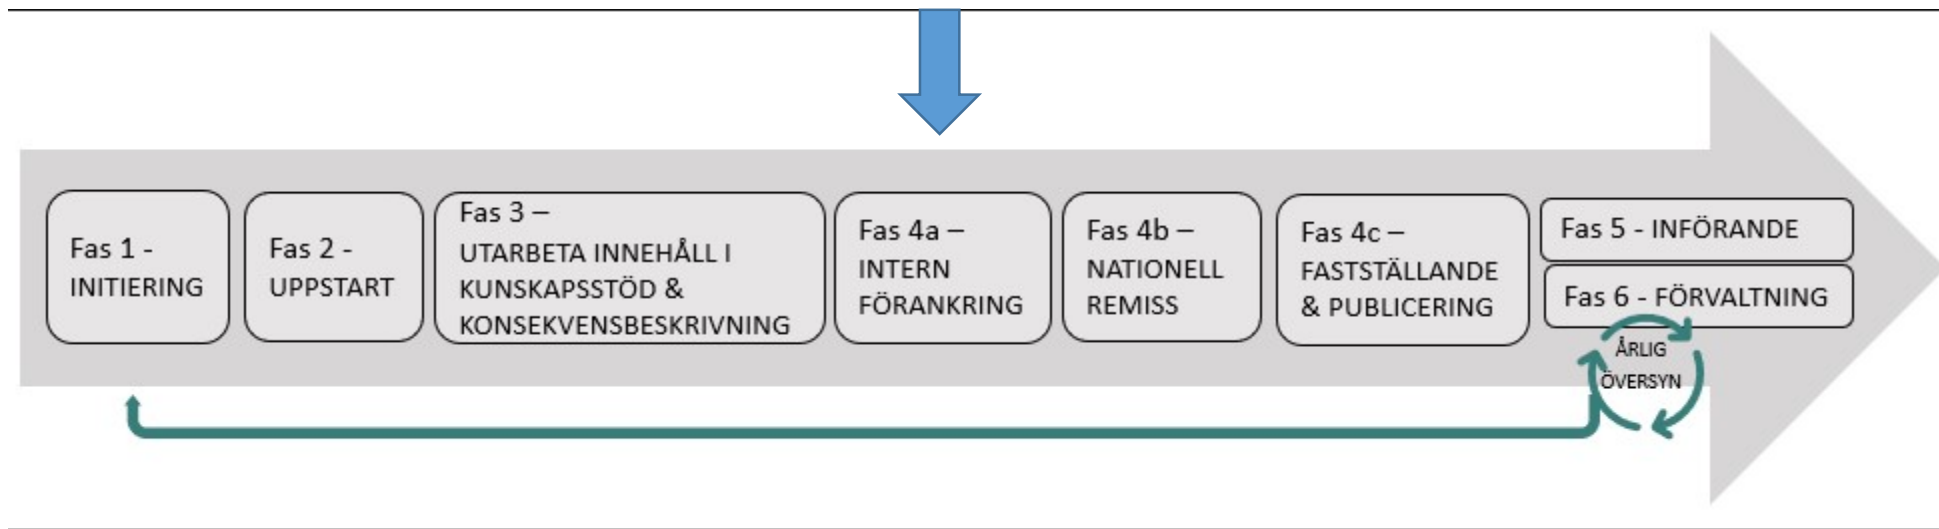 Fas 1 -
INITIERING
Fas 2 -
UPPSTART
Fas 3 –
UTARBETA INNEHÅLL I
KUNSKAPSSTÖD &
KONSEKVENSBESKRIVNING
Fas 4a –
INTERN
FÖRANKRING
Fas 4b –
NATIONELL
REMISS
Fas 4c –
FASTSTÄLLANDE
& PUBLICERING
Fas 5 - INFÖRANDE
Fas 6 - FÖRVALTNING
ÅRLIG
ÖVERSYN